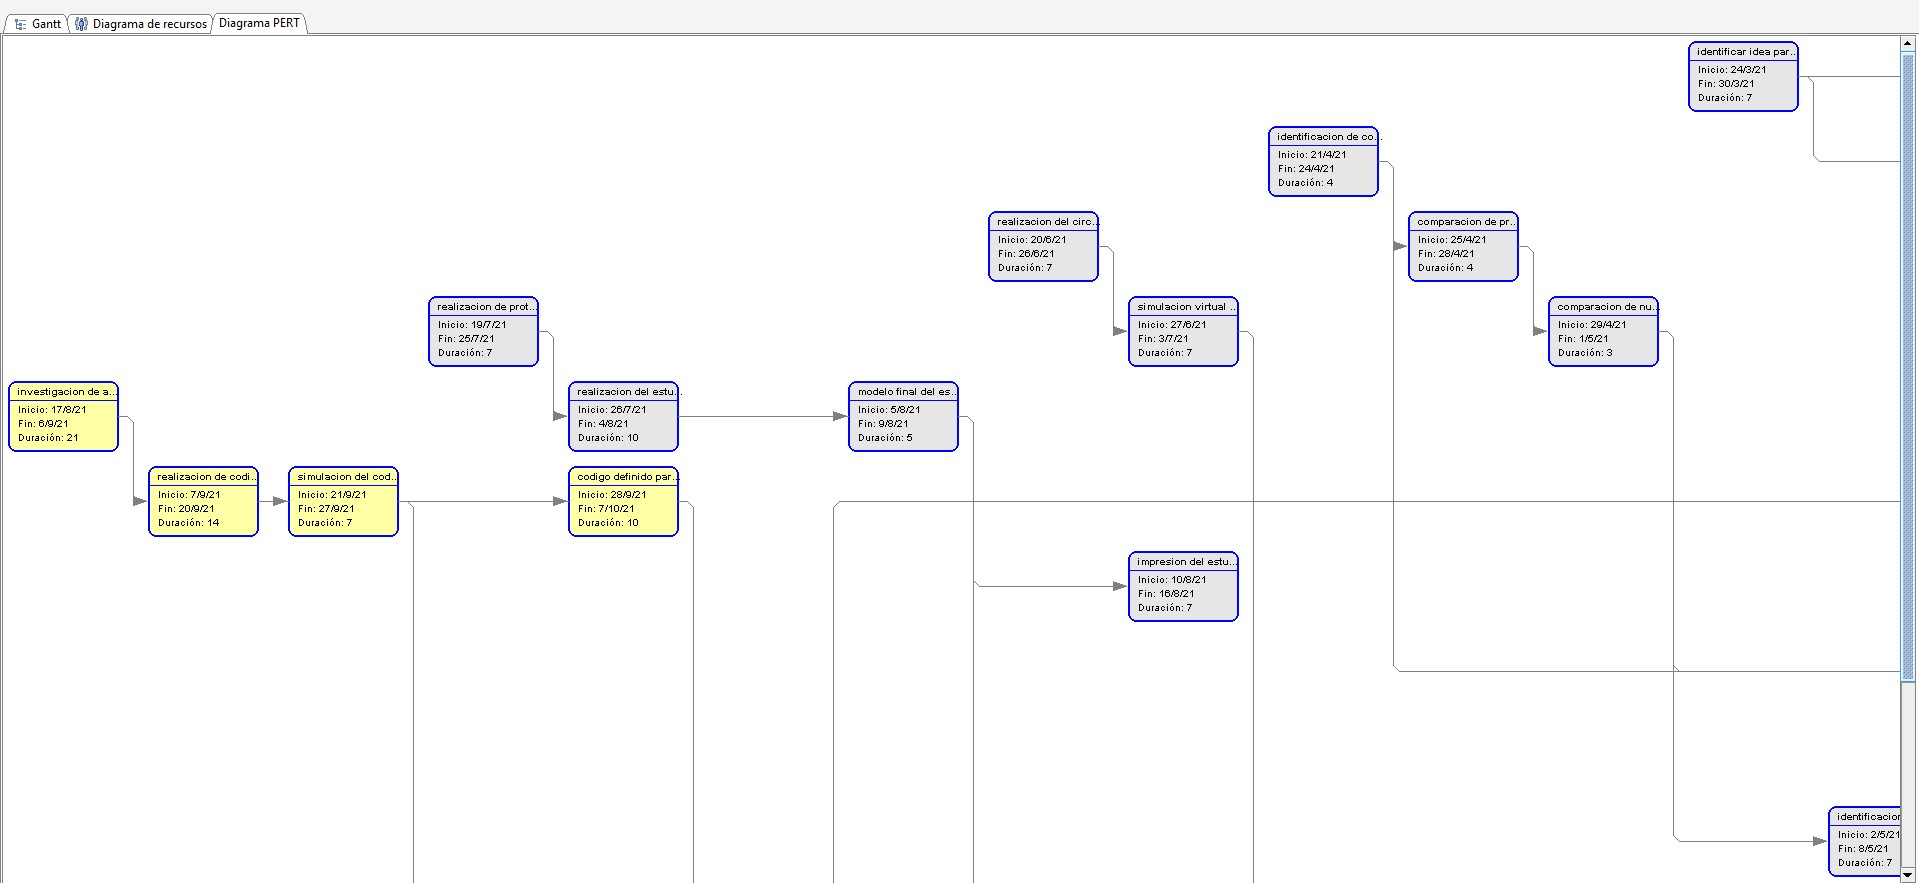 Gantt
Diagrama de recursos
Diagrama PERT
identificar idea par...
Inicio: 24/3/21
Fin: 30/3/21
Duración: 7
identificacion de co...
Inicio: 21/4/21
Fin: 24/4/21
Duración: 4
realizacion del circ...
Inicio: 20/6/21
Fin: 26/6/21
Duración: 7
comparacion de pr...
Inicio: 25/4/21
Fin: 28/4/21
Duración: 4
realizacion de prot...
Inicio: 19/7/21
Fin: 25/7/21
Duración: 7
simulacion virtual ...
Inicio: 27/6/21
Fin: 3/7/21
Duración: 7
comparacion de nu...
Inicio: 29/4/21
Fin: 1/5/21
Duración: 3
investigacion de a...
Inicio: 17/8/21
Fin: 6/9/21
Duración: 21
realizacion del estu...
Inicio: 26/7/21
Fin: 4/8/21
Duración: 10
modelo final del es...
Inicio: 5/8/21
Fin: 9/8/21
Duración: 5
realizacion de codi...
Inicio: 7/9/21
Fin: 20/9/21
Duración: 14
simulacion del cod...
Inicio: 21/9/21
Fin: 27/9/21
Duración: 7
codigo definido par...
Inicio: 28/9/21
Fin: 7/10/21
Duración: 10
impresion del estu...
Inicio: 10/8/21
Fin: 16/8/21
Duración: 7
identificacion
Inicio: 2/5/21
Fin: 8/5/21
Duración: 7